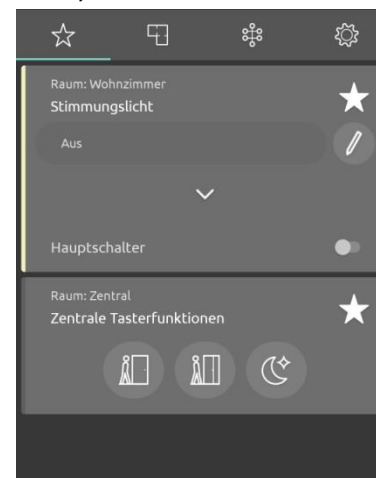 Raum: Wohnzimmer
Stimmungslicht
Aus
Hauptschalter
Raum: Zentral
Zentrale Tasterfunktionen